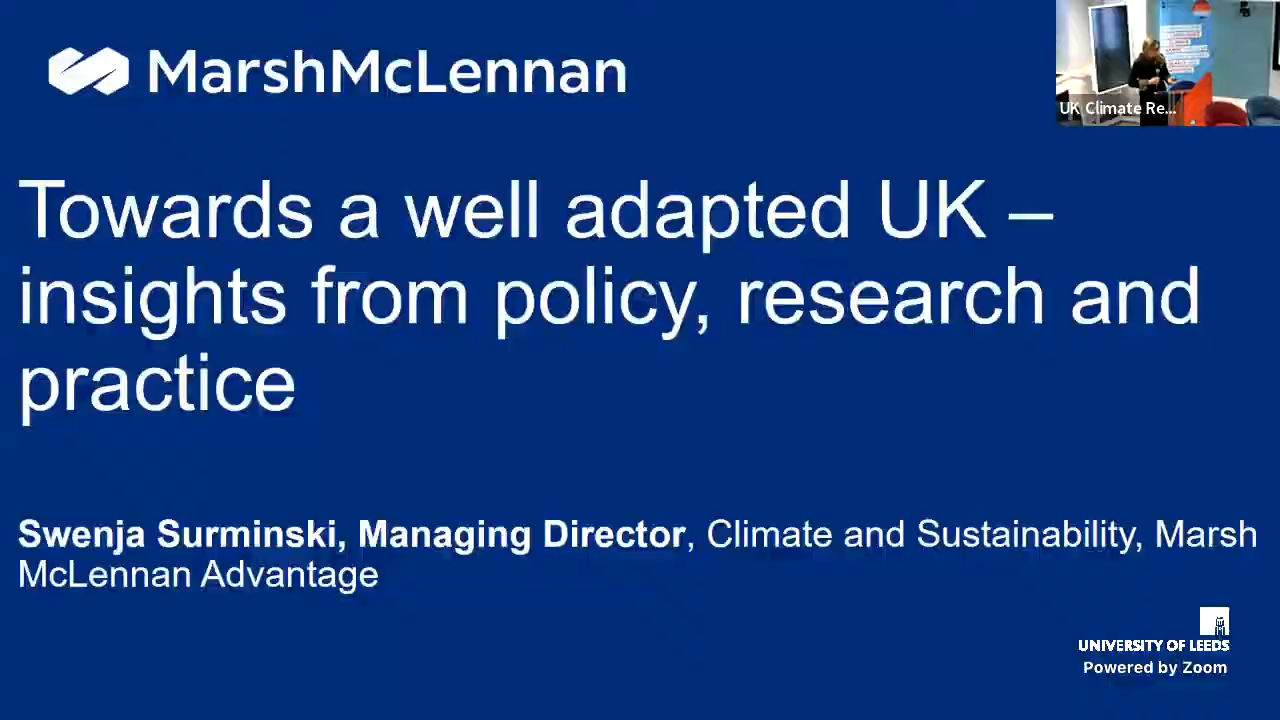 MarshMcLennan
UK Climate Re...
Towards a well adapted UK –
insights from policy, research and
practice
Swenja Surminski, Managing Director, Climate and Sustainability, Marsh
McLennan Advantage
UNIVERSITY OF LEEDS
Powered by Zoom